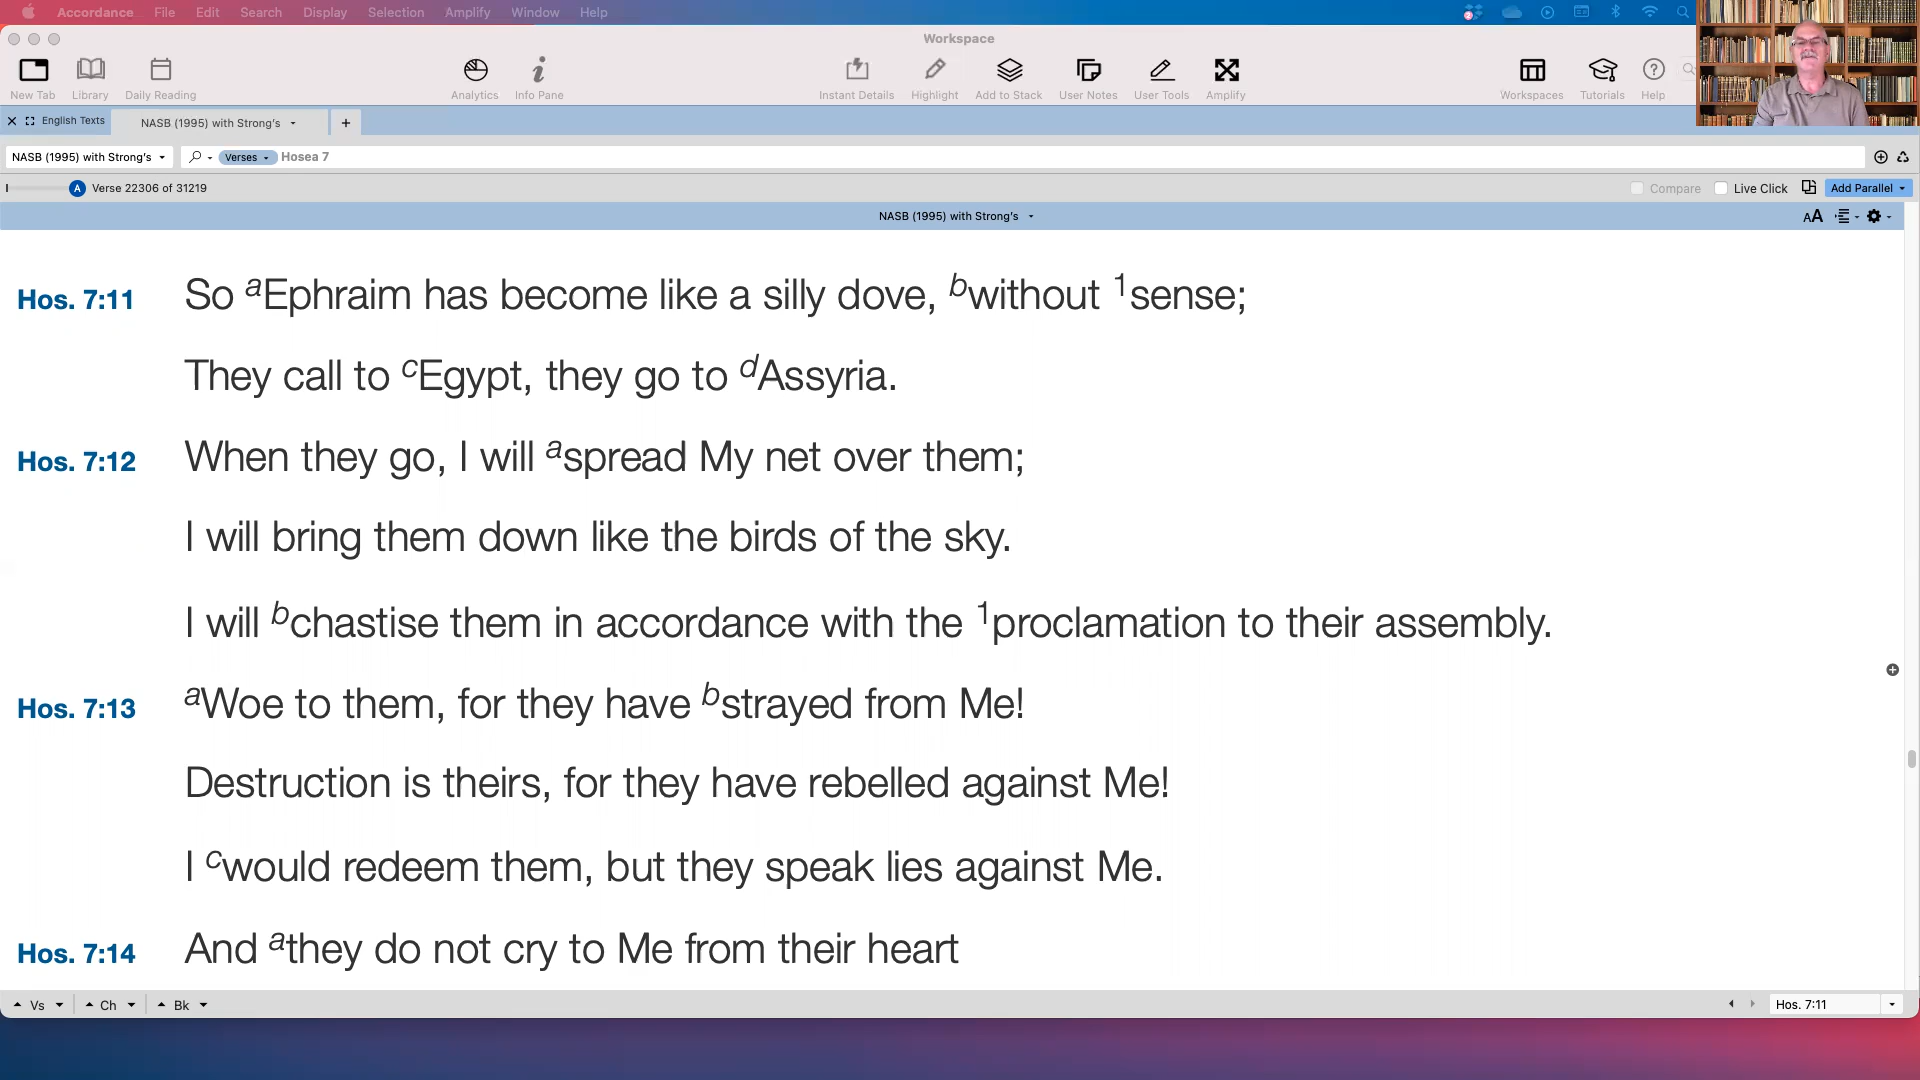 Accordance File Edit Search Display Selection Amplify Window Help
Workspace
New Tab Library Daily Reading Analytics Info Pane Instant Details Highlight Add to Stack User Notes User Tools Amplify Workspaces Tutorials Help
English Texts NASB (1995) with Strong's +
NASB (1995) with Strong's Verses Hosea 7
A Verse 22306 of 31219 Compare Live Click Add Parallel
NASB (1995) with Strong's AA
Hos. 7:11 So aEphraim has become like a silly dove, bwithout 1sense;
They call to cEgypt, they go to dAssyria.
Hos. 7:12 When they go, I will aspread My net over them;
I will bring them down like the birds of the sky.
I will bchastise them in accordance with the 1proclamation to their assembly.
Hos. 7:13 aWoe to them, for they have bstrayed from Me!
Destruction is theirs, for they have rebelled against Me!
I cwould redeem them, but they speak lies against Me.
Hos. 7:14 And athey do not cry to Me from their heart
Vs Ch Bk Hos. 7:11